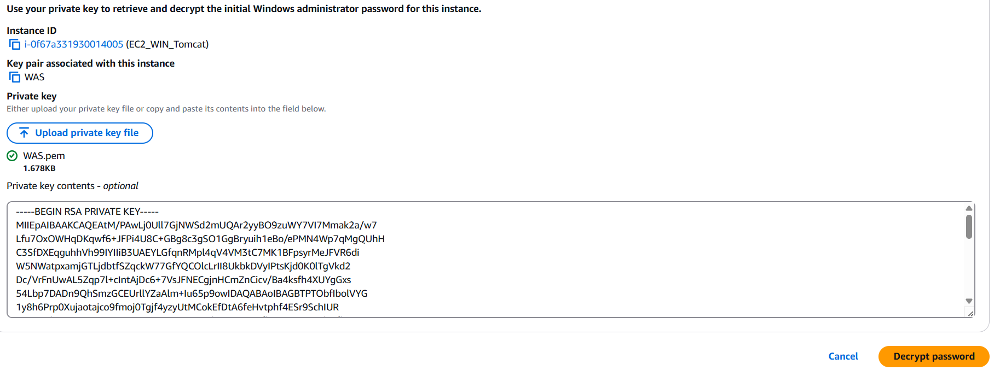 Use your private key to retrieve and decrypt the initial Windows administrator password for this instance.
Instance ID
i-0f67a331930014005 (EC2_WIN_Tomcat)
Key pair associated with this instance
WAS
Private key
Either upload your private key file or copy and paste its contents into the field below.
Upload private key file
WAS.pem
1.678KB
Private key contents - optional
-----BEGIN RSA PRIVATE KEY-----
MIIEpAIBAAKCAQEAtM/PAwLj0Ull7GjNWSd2mUQAr2yyBO9zuWY7VI7Mmak2a/w7
Lfu7OxOWHqDKqwf6+JFPi4U8C+GBg8c3gSO1GgBryuih1eBo/ePMN4Wp7qMgQUhH
C3SfDXEqguhhVh99IYIIiB3UAEYLGfqnRMpl4qV4VM3tC7MK1BFpsyrMeJFVR6di
W5NWatpxamjGTLjdbtfSZqckW77GfYQCOlcLrII8UkbkDVyIPtsKjd0K0lTgVkd2
Dc/VrFnUwAL5Zqp7l+cIntAjDc6+7VsJFNECgjnHCmZnCicv/Ba4ksfh4XUYgGxs
54Lbp7DADn9QhSmzGCEUrllYZaAlm+Iu65p9owIDAQABAoIBAGBTPTObfIbolVYG
1y8h6Prp0Xujaotajco9fmoj0Tgjf4yzyUtMCokEfDtA6feHvtphf4ESr9SchIUR
Cancel
Decrypt password